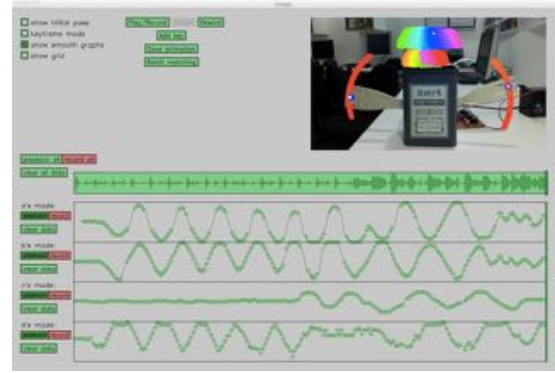 show initial pose
keyframe mode
show smooth graphs
show grid
Play/Record
Rewind
Add key
Save animation
playback all
record all
clear all data
a's mode:
playback
record
clear data
b's mode:
playback
record
clear data
c's mode:
playback
record
clear data
d's mode:
playback
record
clear data